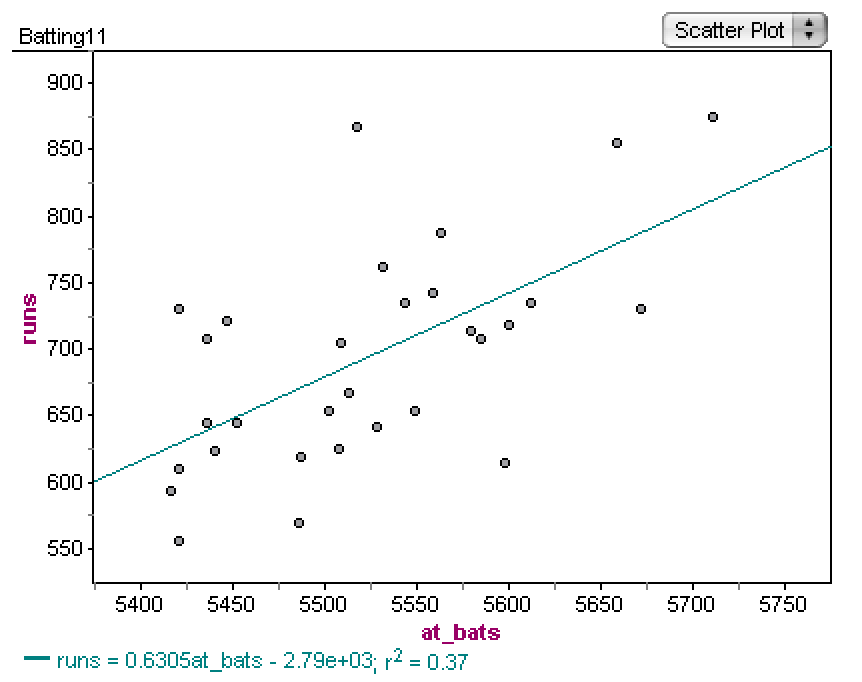 Scatter Plot
Batting11
900
850
800
750
700
650
600
550
runs
5400 5450 5500 5550 5600 5650 5700 5750
at_bats
runs = 0.6305at_bats - 2.79e+03; r² = 0.37